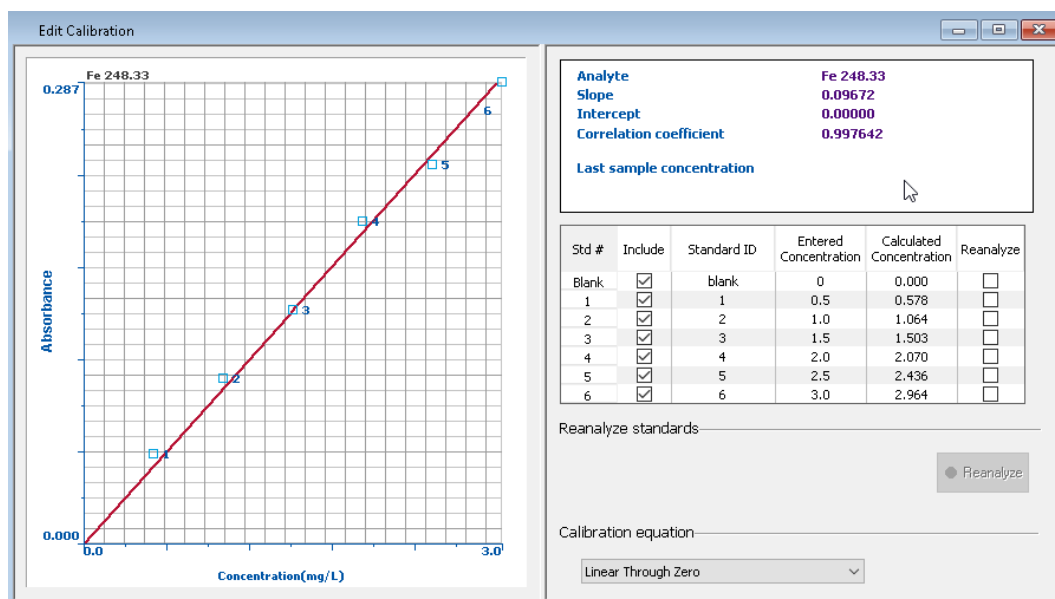 Edit Calibration
Fe 248.33
0.287
6
5
4
3
2
1
Absorbance
0.000
0.0
3.0
Concentration(mg/L)
Analyte Fe 248.33
Slope 0.09672
Intercept 0.00000
Correlation coefficient 0.997642
Last sample concentration
Std # Include Standard ID Entered Concentration Calculated Concentration Reanalyze
Blank blank 0 0.000
1 1 0.5 0.578
2 2 1.0 1.064
3 3 1.5 1.503
4 4 2.0 2.070
5 5 2.5 2.436
6 6 3.0 2.964
Reanalyze standards
Reanalyze
Calibration equation
Linear Through Zero